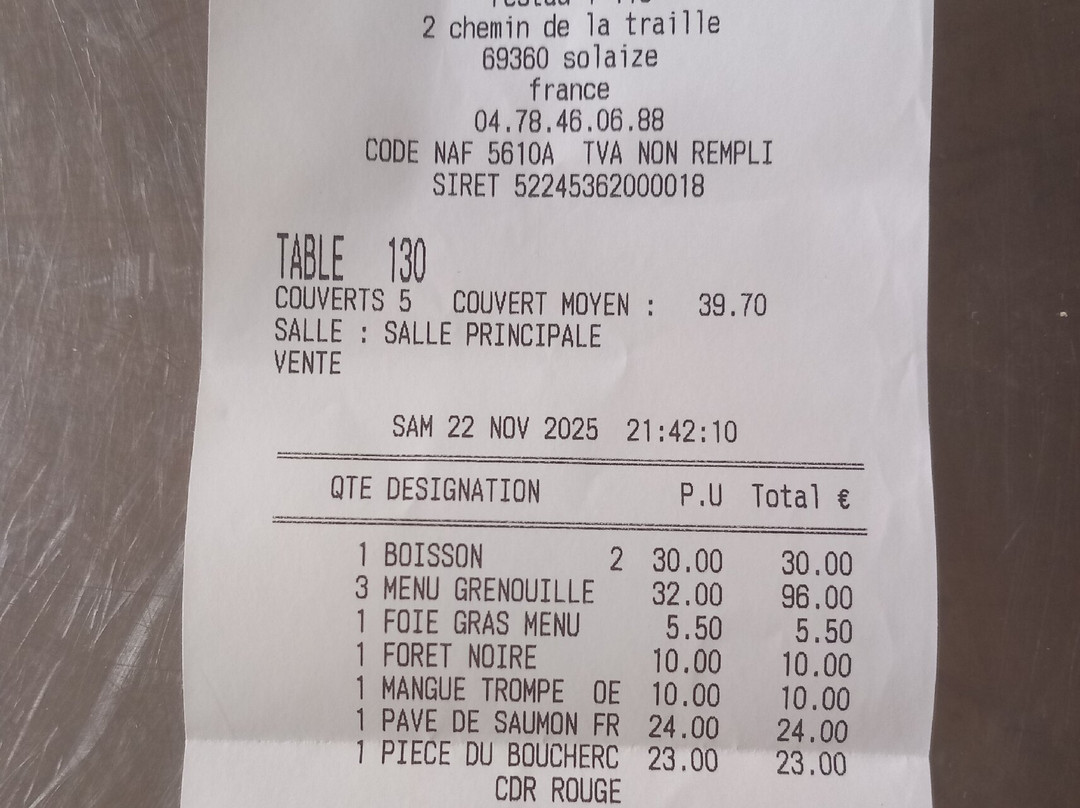 2 chemin de la traille
69360 solaize
france
04.78.46.06.88
CODE NAF 5610A TVA NON REMPLI
SIRET 52245362000018
TABLE 130
COUVERTS 5 COUVERT MOYEN : 39.70
SALLE : SALLE PRINCIPALE
VENTE
SAM 22 NOV 2025 21:42:10
QTE DESIGNATION P.U Total €
1 BOISSON 2 30.00 30.00
3 MENU GRENOUILLE 32.00 96.00
1 FOIE GRAS MENU 5.50 5.50
1 FORET NOIRE 10.00 10.00
1 MANGUE TROMPE OE 10.00 10.00
1 PAVE DE SAUMON FR 24.00 24.00
1 PIECE DU BOUCHERC 23.00 23.00
CDR ROUGE